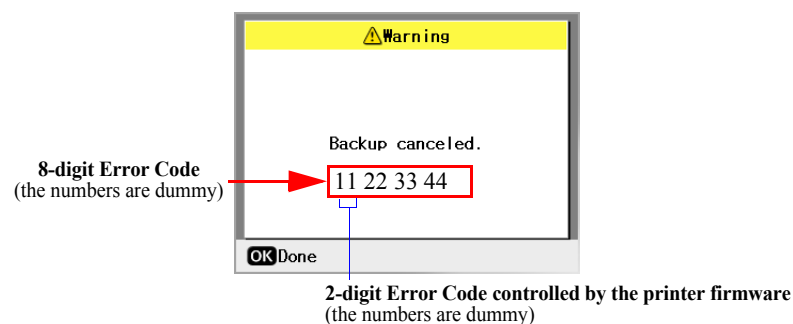 Warning
Backup canceled.
8-digit Error Code
(the numbers are dummy)
11 22 33 44
OK Done
2-digit Error Code controlled by the printer firmware
(the numbers are dummy)